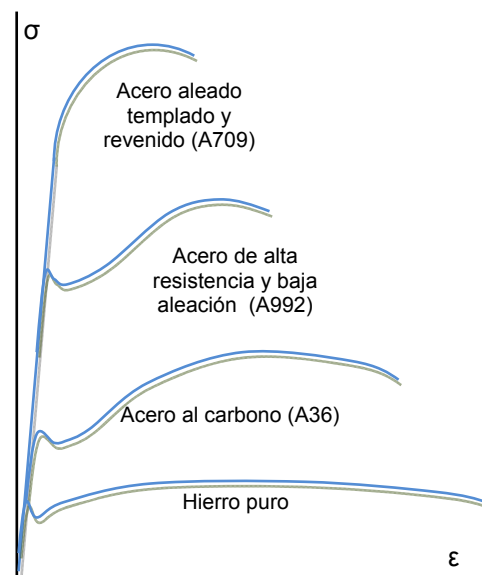 σ
Acero aleado
templado y
revenido (A709)
Acero de alta
resistencia y baja
aleación (A992)
Acero al carbono (A36)
Hierro puro
ε